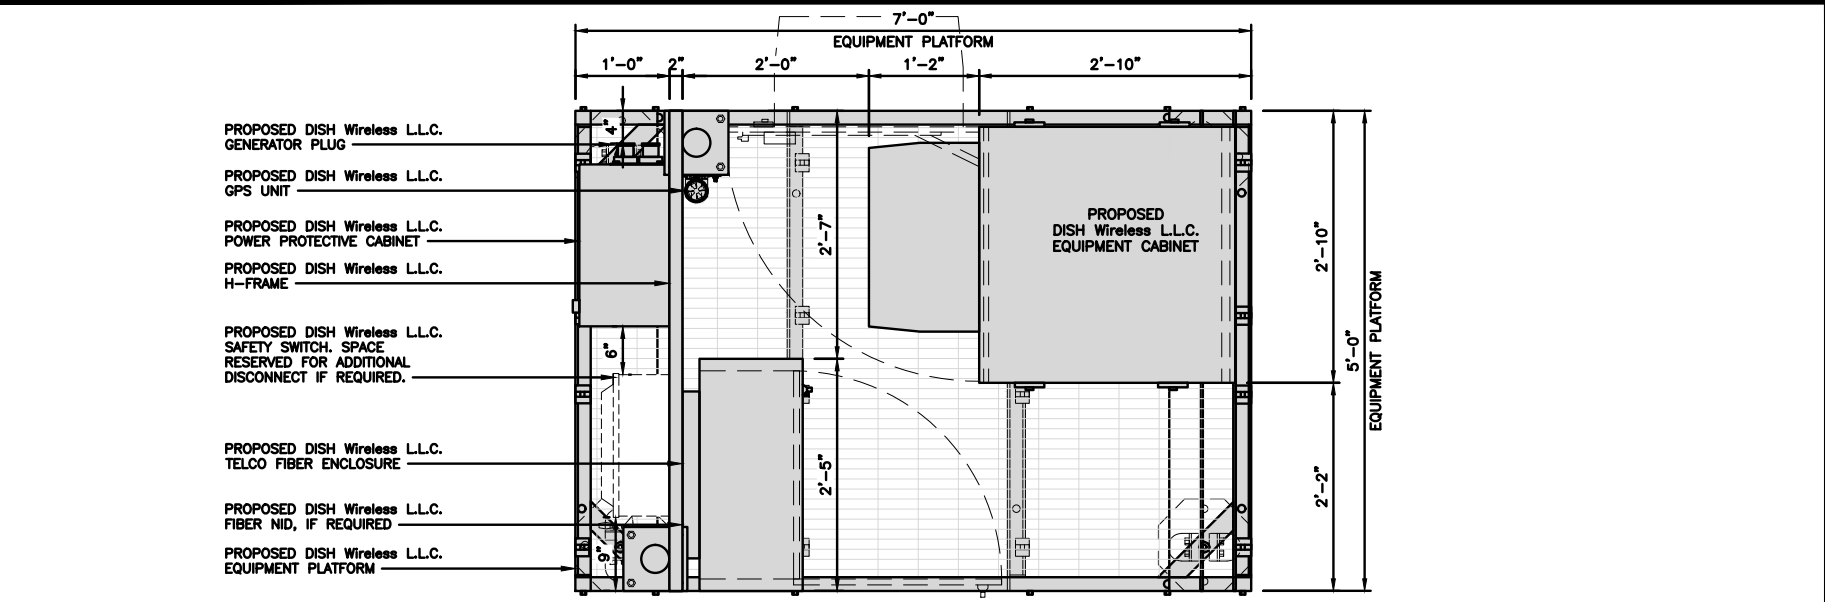 7'-0"
EQUIPMENT PLATFORM
1'-0"
2"
2'-0"
1'-2"
2'-10"
4"
PROPOSED DISH Wireless L.L.C.
GENERATOR PLUG
PROPOSED DISH Wireless L.L.C.
GPS UNIT
PROPOSED DISH Wireless L.L.C.
POWER PROTECTIVE CABINET
PROPOSED DISH Wireless L.L.C.
H-FRAME
PROPOSED DISH Wireless L.L.C.
SAFETY SWITCH. SPACE
RESERVED FOR ADDITIONAL
DISCONNECT IF REQUIRED.
PROPOSED DISH Wireless L.L.C.
TELCO FIBER ENCLOSURE
PROPOSED DISH Wireless L.L.C.
FIBER NID, IF REQUIRED
PROPOSED DISH Wireless L.L.C.
EQUIPMENT PLATFORM
6"
9"
2'-7"
2'-5"
PROPOSED
DISH Wireless L.L.C.
EQUIPMENT CABINET
2'-10"
2'-2"
5'-0"
EQUIPMENT PLATFORM